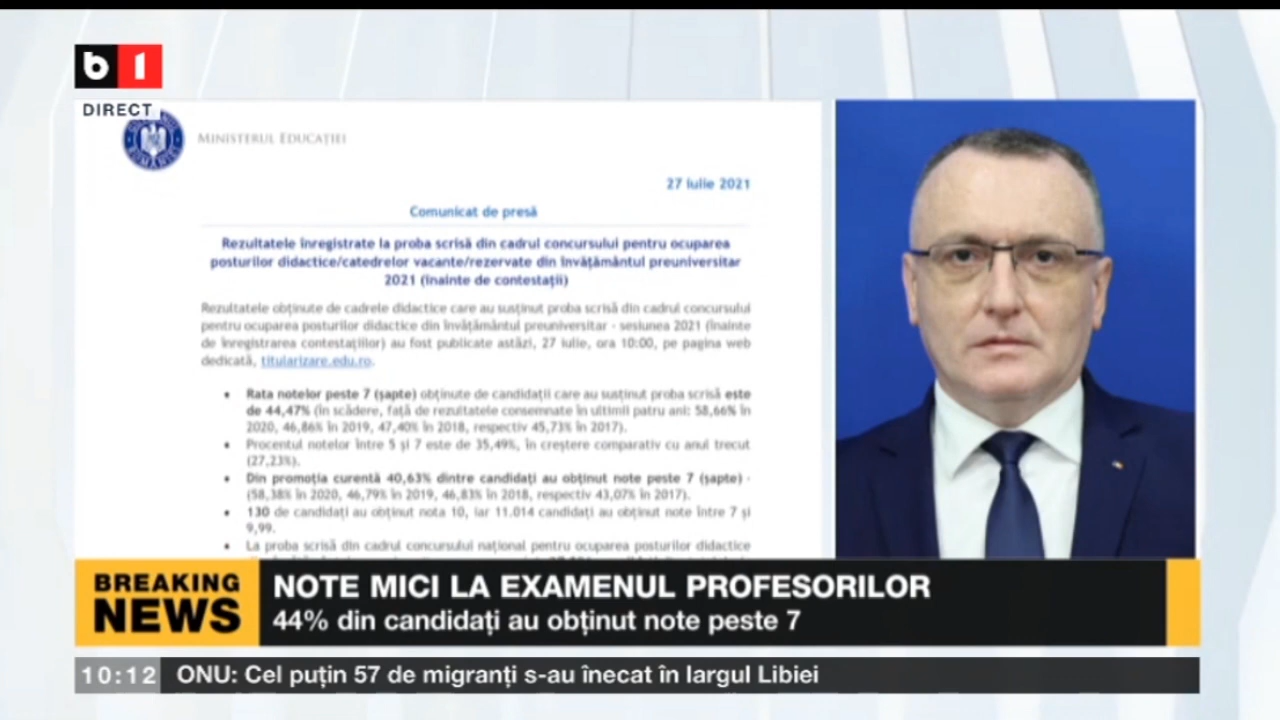 b 1
DIRECT
MINISTERUL EDUCAȚIEI
27 iulie 2021
Comunicat de presă
Rezultatele înregistrate la proba scrisă din cadrul concursului pentru ocuparea
posturilor didactice/catedrelor vacante/rezervate din învățământul preuniversitar
2021 (înainte de contestații)
Rezultatele obținute de cadrele didactice care au susținut proba scrisă din cadrul concursului
pentru ocuparea posturilor didactice din învățământul preuniversitar - sesiunea 2021 (înainte
de înregistrarea contestațiilor) au fost publicate astăzi, 27 iulie, ora 10:00, pe pagina web
dedicată, titularizare.edu.ro.
• Rata notelor peste 7 (șapte) obținute de candidații care au susținut proba scrisă este
de 44,47% (în scădere, față de rezultatele consemnate în ultimii patru ani: 58,66% în
2020, 46,86% în 2019, 47,40% în 2018, respectiv 45,73% în 2017).
• Procentul notelor între 5 și 7 este de 35,49%, în creștere comparativ cu anul trecut
(27,23%).
• Din promoția curentă 40,63% dintre candidați au obținut note peste 7 (șapte) -
(58,38% în 2020, 46,79% în 2019, 46,83% în 2018, respectiv 43,07% în 2017).
• 130 de candidați au obținut nota 10, iar 11.014 candidați au obținut note între 7 și
9,99.
• La proba scrisă din cadrul concursului național pentru ocuparea posturilor didactice
BREAKING
NEWS
NOTE MICI LA EXAMENUL PROFESORILOR
44% din candidați au obținut note peste 7
10:12 ONU: Cel puțin 57 de migranți s-au înecat în largul Libiei